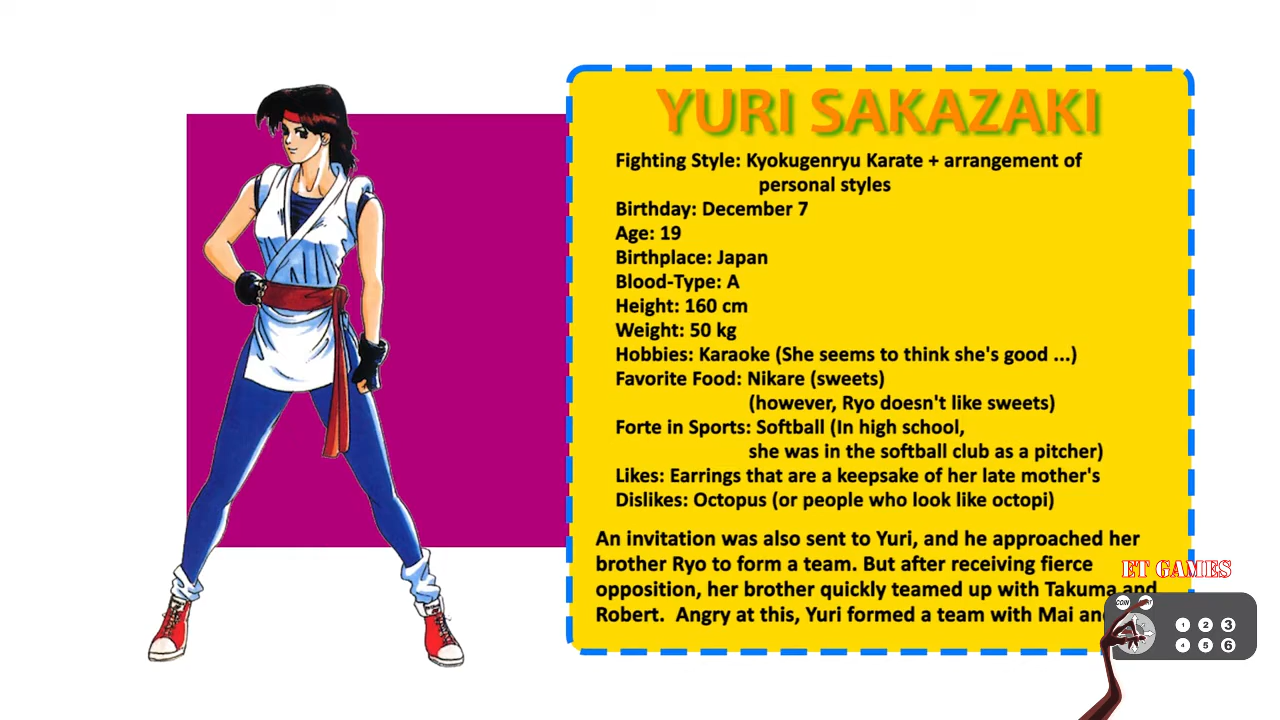 YURI SAKAZAKI
Fighting Style: Kyokugenryu Karate + arrangement of
personal styles
Birthday: December 7
Age: 19
Birthplace: Japan
Blood-Type: A
Height: 160 cm
Weight: 50 kg
Hobbies: Karaoke (She seems to think she's good ...)
Favorite Food: Nikare (sweets)
(however, Ryo doesn't like sweets)
Forte in Sports: Softball (In high school,
she was in the softball club as a pitcher)
Likes: Earrings that are a keepsake of her late mother's
Dislikes: Octopus (or people who look like octopi)
An invitation was also sent to Yuri, and he approached her
brother Ryo to form a team. But after receiving fierce
opposition, her brother quickly teamed up with Takuma and
Robert. Angry at this, Yuri formed a team with Mai
ET GAMES
COIN
1 2 3
4 5 6